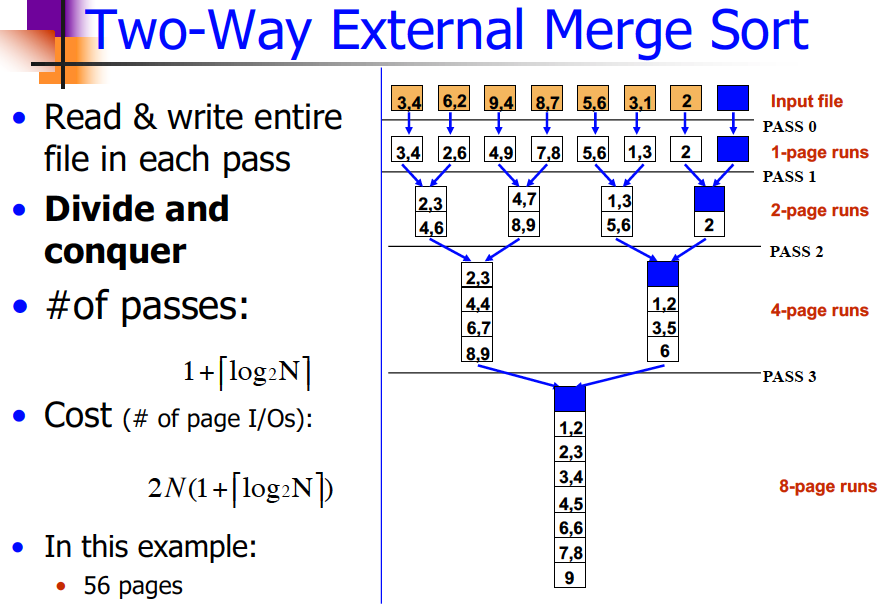 Two-Way External Merge Sort
• Read & write entire
file in each pass
• Divide and
conquer
• #of passes:
1+⌈log2N⌉
• Cost (# of page I/Os):
2N(1+⌈log2N⌉)
• In this example:
• 56 pages
3,4 6,2 9,4 8,7 5,6 3,1 2 Input file
PASS 0
3,4 2,6 4,9 7,8 5,6 1,3 2 1-page runs
PASS 1
2,3 4,7 1,3
4,6 8,9 5,6 2 2-page runs
PASS 2
2,3
4,4 1,2 4-page runs
6,7 3,5
8,9 6
PASS 3
1,2
2,3
3,4
4,5 8-page runs
6,6
7,8
9